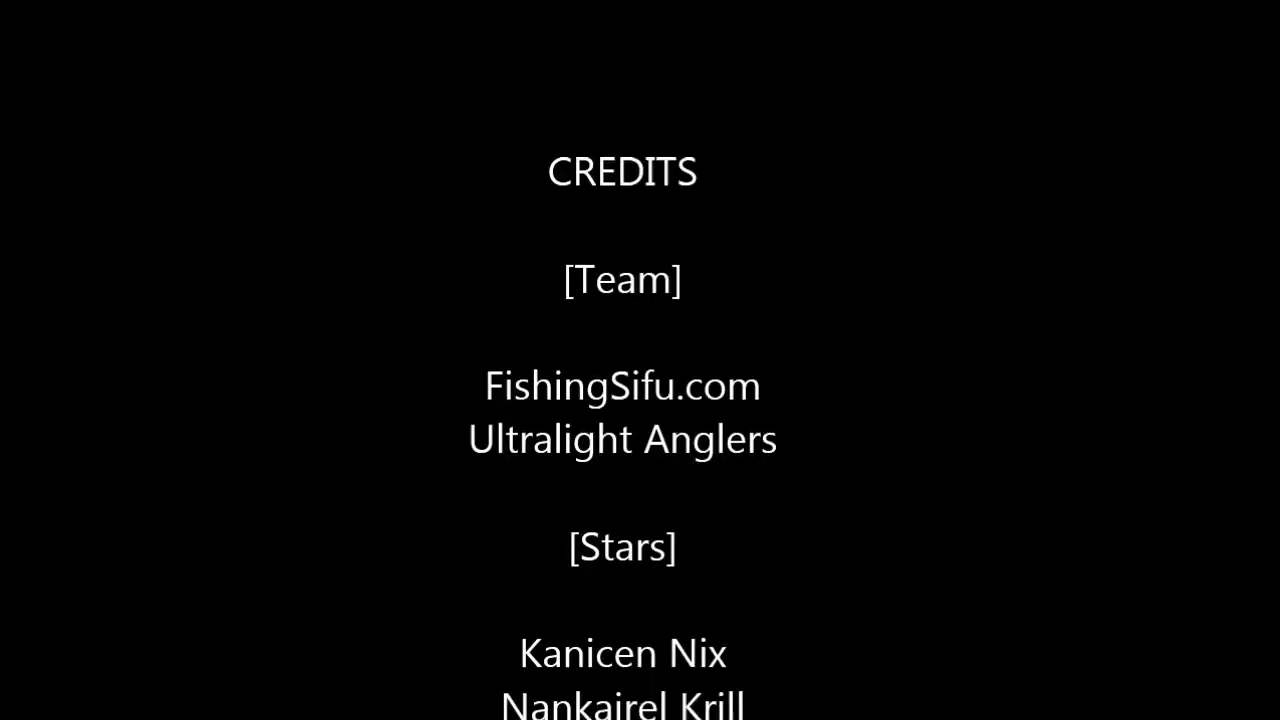 CREDITS
[Team]
FishingSifu.com
Ultralight Anglers
[Stars]
Kanicen Nix
Nankairel Krill